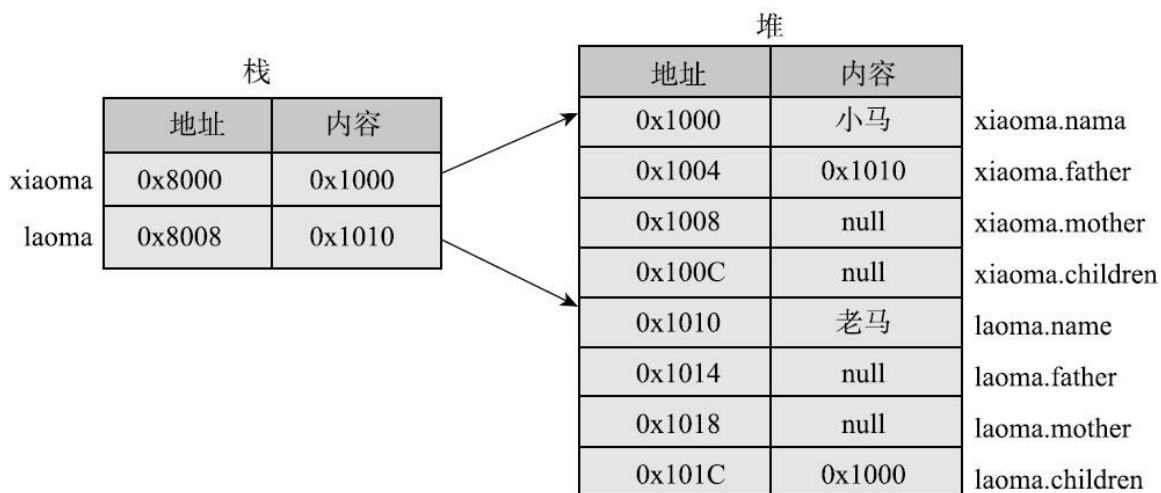 堆
栈
地址 内容
0x1000 小马 xiaoma.nama
0x1004 0x1010 xiaoma.father
0x1008 null xiaoma.mother
0x100C null xiaoma.children
0x1010 老马 laoma.name
0x1014 null laoma.father
0x1018 null laoma.mother
0x101C 0x1000 laoma.children
地址 内容
xiaoma 0x8000 0x1000
laoma 0x8008 0x1010